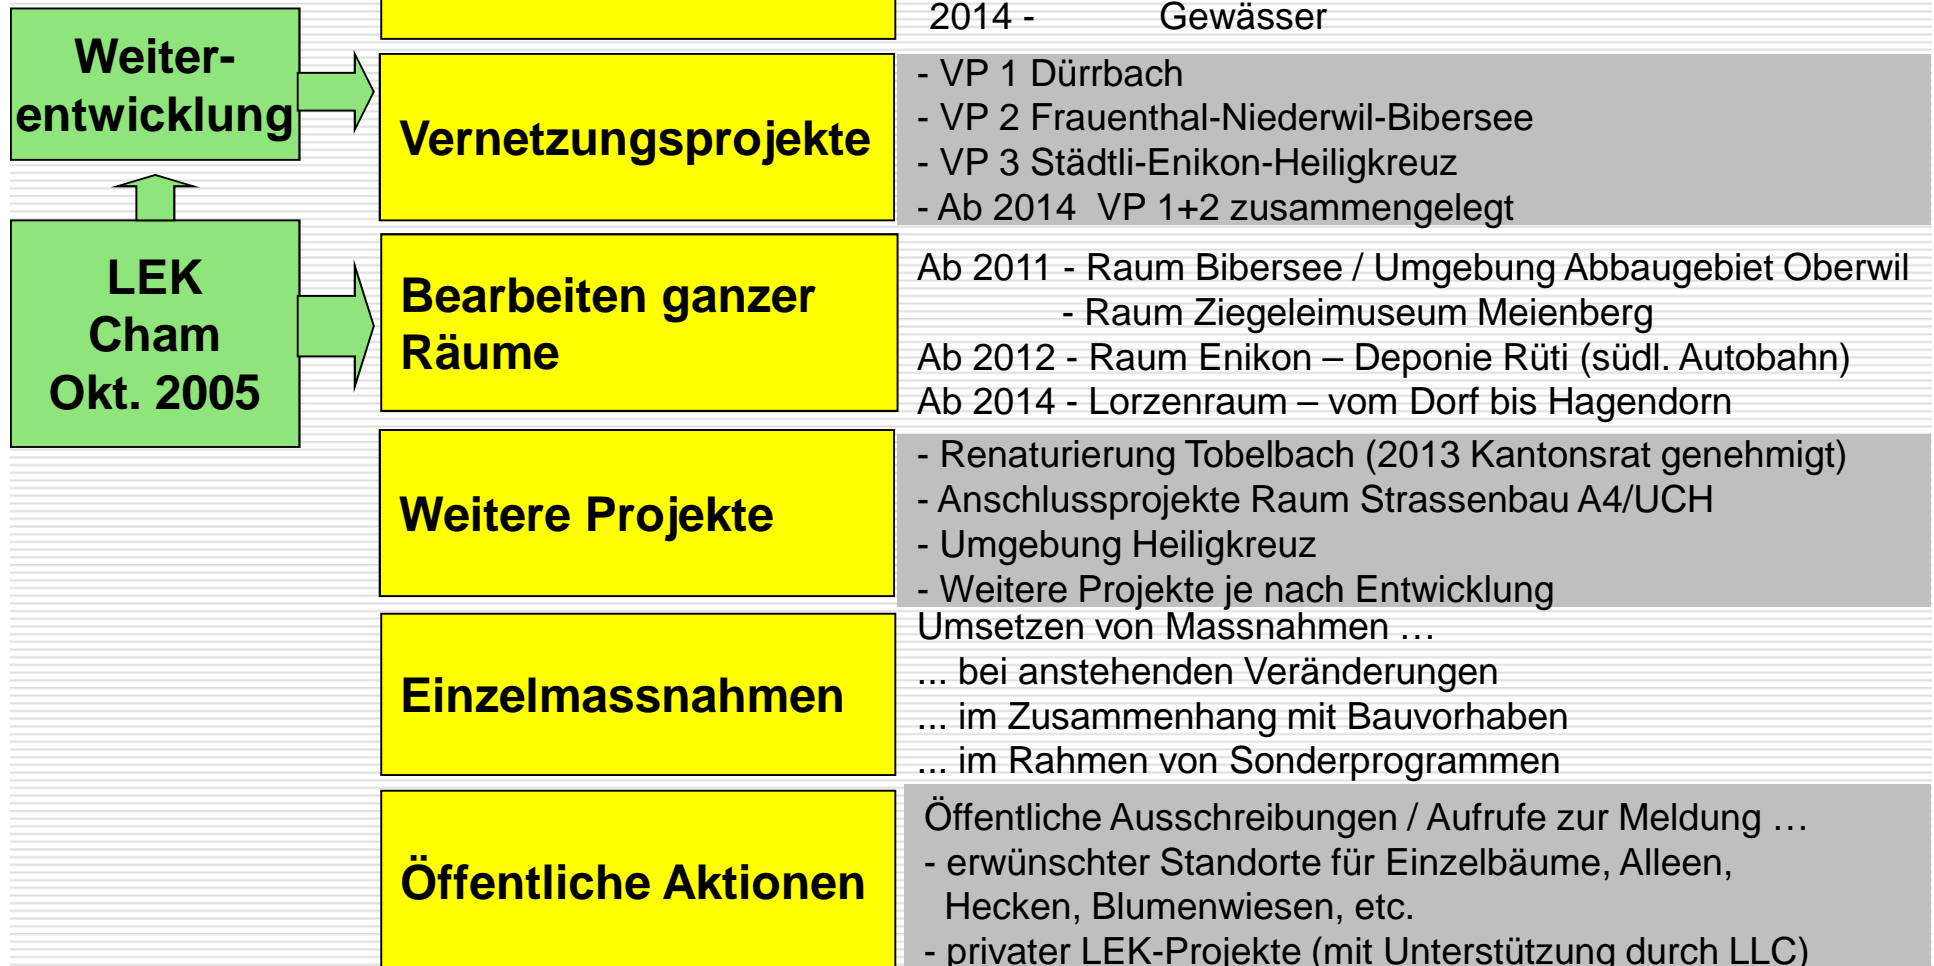 2014 - Gewässer
Weiter-
entwicklung
Vernetzungsprojekte
- VP 1 Dürrbach
- VP 2 Frauenthal-Niederwil-Bibersee
- VP 3 Städtli-Enikon-Heiligkreuz
- Ab 2014 VP 1+2 zusammengelegt
LEK
Cham
Okt. 2005
Bearbeiten ganzer
Räume
Ab 2011 - Raum Bibersee / Umgebung Abbaugebiet Oberwil
- Raum Ziegeleimuseum Meienberg
Ab 2012 - Raum Enikon – Deponie Rüti (südl. Autobahn)
Ab 2014 - Lorzenraum – vom Dorf bis Hagendorn
Weitere Projekte
- Renaturierung Tobelbach (2013 Kantonsrat genehmigt)
- Anschlussprojekte Raum Strassenbau A4/UCH
- Umgebung Heiligkreuz
- Weitere Projekte je nach Entwicklung
Einzelmassnahmen
Umsetzen von Massnahmen …
... bei anstehenden Veränderungen
... im Zusammenhang mit Bauvorhaben
... im Rahmen von Sonderprogrammen
Öffentliche Aktionen
Öffentliche Ausschreibungen / Aufrufe zur Meldung …
- erwünschter Standorte für Einzelbäume, Alleen,
Hecken, Blumenwiesen, etc.
- privater LEK-Projekte (mit Unterstützung durch LLC)